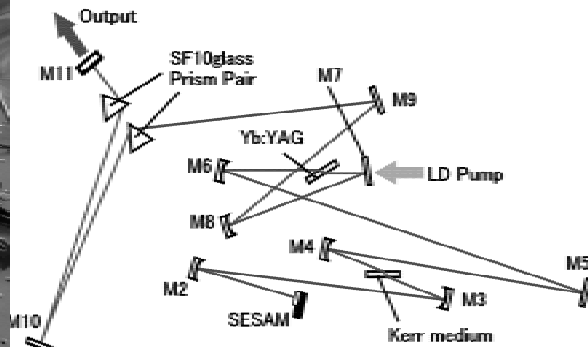 Output
M11
SF10glass
Prism Pair
M7
M9
Yb:YAG
M6
LD Pump
M8
M4
M5
M2
M3
SESAM
M10
Kerr medium